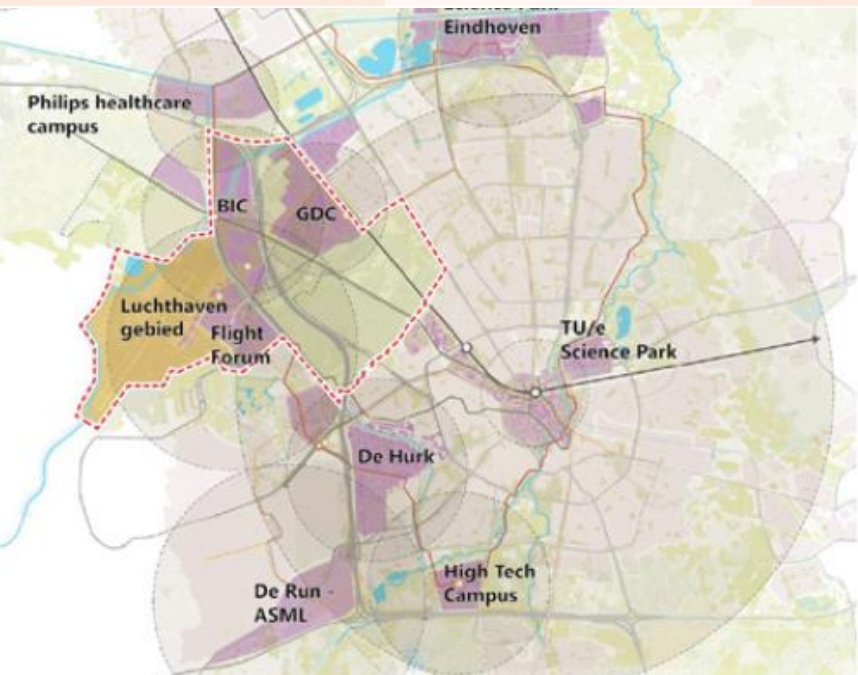 Eindhoven
Philips healthcare
campus
BIC
GDC
Luchthaven
gebied
Flight
Forum
TU/e
Science Park
De Hurk
De Run -
ASML
High Tech
Campus